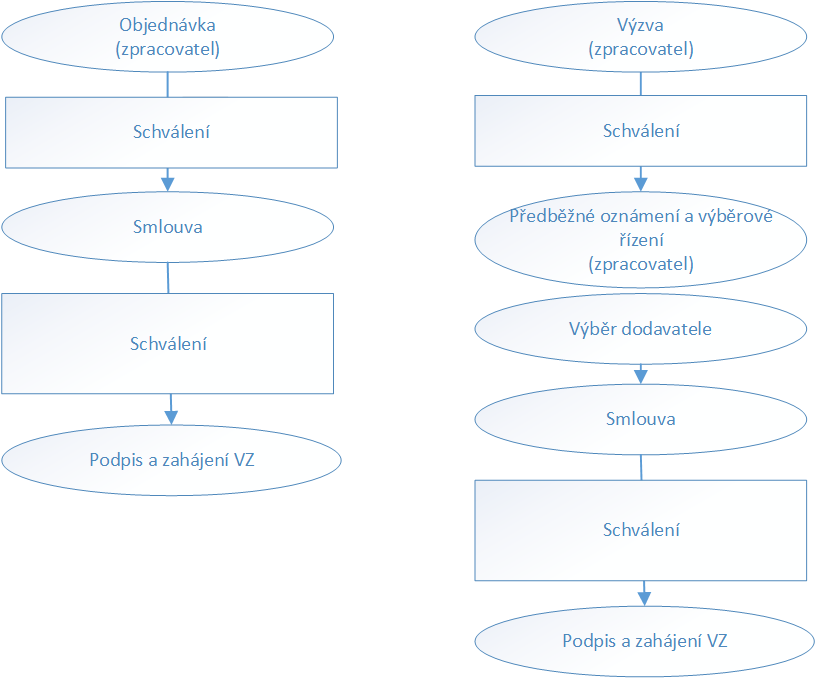 Objednávka
(zpracovatel)
Schválení
Smlouva
Schválení
Podpis a zahájení VZ
Výzva
(zpracovatel)
Schválení
Předběžné oznámení a výběrové
řízení
(zpracovatel)
Výběr dodavatele
Smlouva
Schválení
Podpis a zahájení VZ